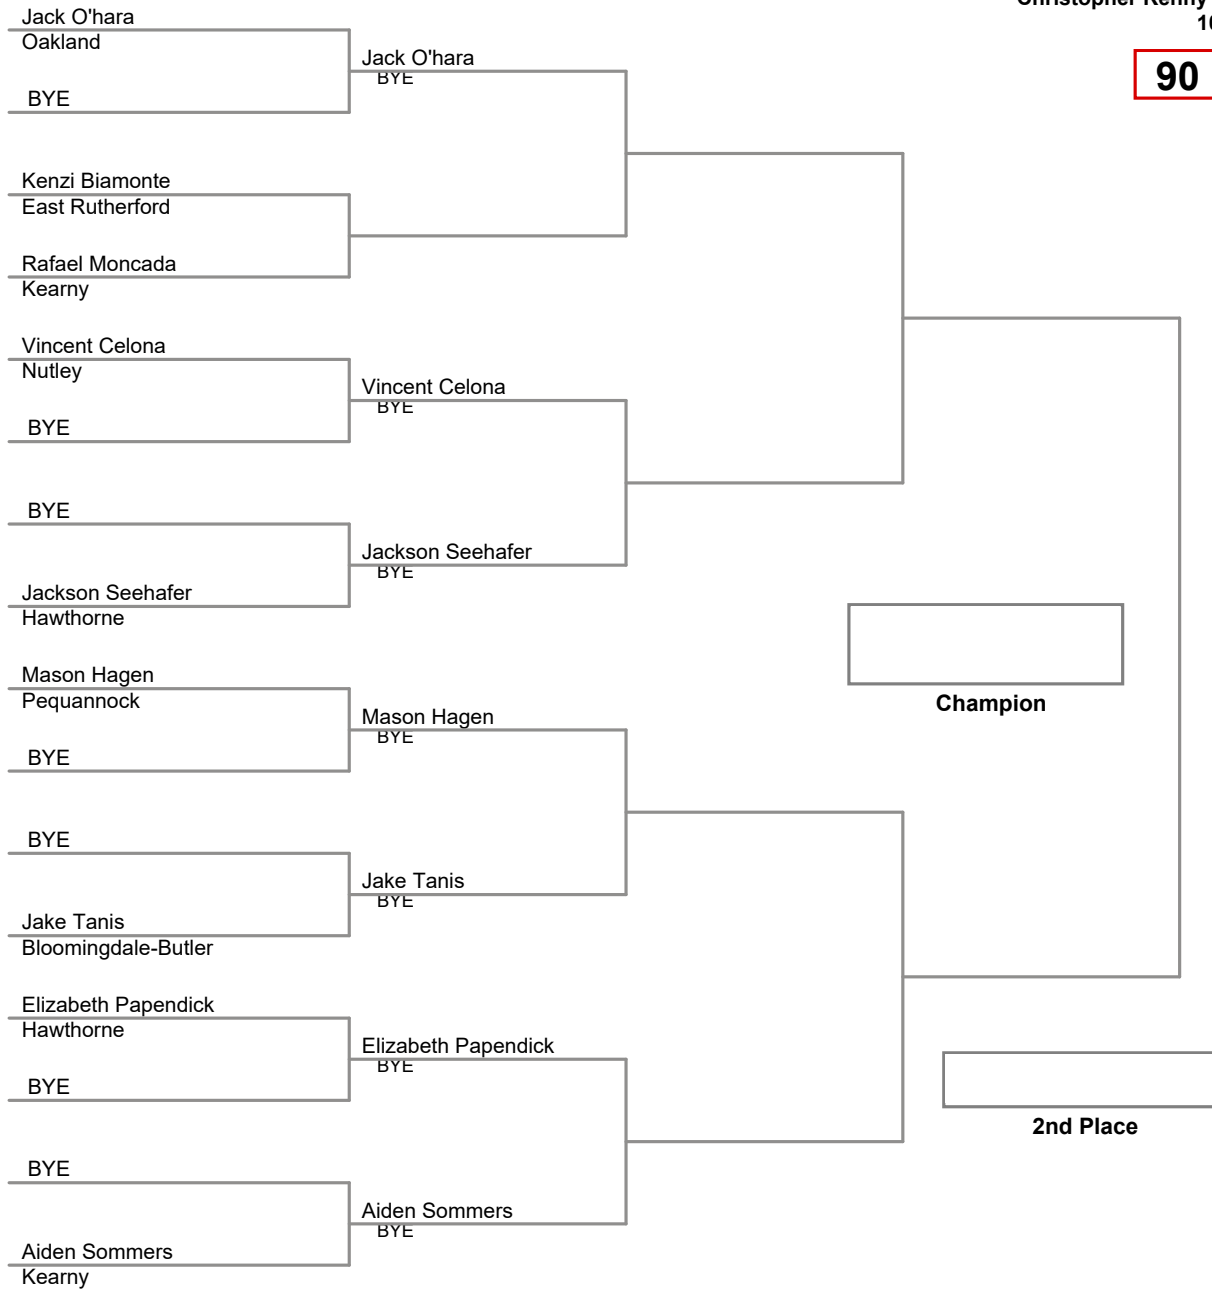 Christopher Kenny
10
90
Jack O'hara
Oakland
BYE
Kenzi Biamonte
East Rutherford
Rafael Moncada
Kearny
Vincent Celona
Nutley
BYE
BYE
Jackson Seehafer
Hawthorne
Mason Hagen
Pequannock
BYE
BYE
Jake Tanis
Bloomingdale-Butler
Elizabeth Papendick
Hawthorne
BYE
BYE
Aiden Sommers
Kearny
Jack O'hara
BYE
Vincent Celona
BYE
Jackson Seehafer
BYE
Mason Hagen
BYE
Jake Tanis
BYE
Elizabeth Papendick
BYE
Aiden Sommers
BYE
Champion
2nd Place